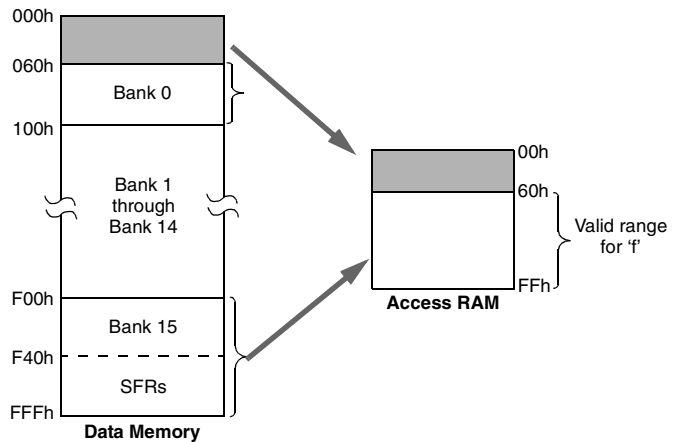 000h
060h
Bank 0
100h
Bank 1
through
Bank 14
F00h
Bank 15
F40h
SFRs
FFFh
Data Memory
00h
60h
Valid range
for ‘f’
FFh
Access RAM